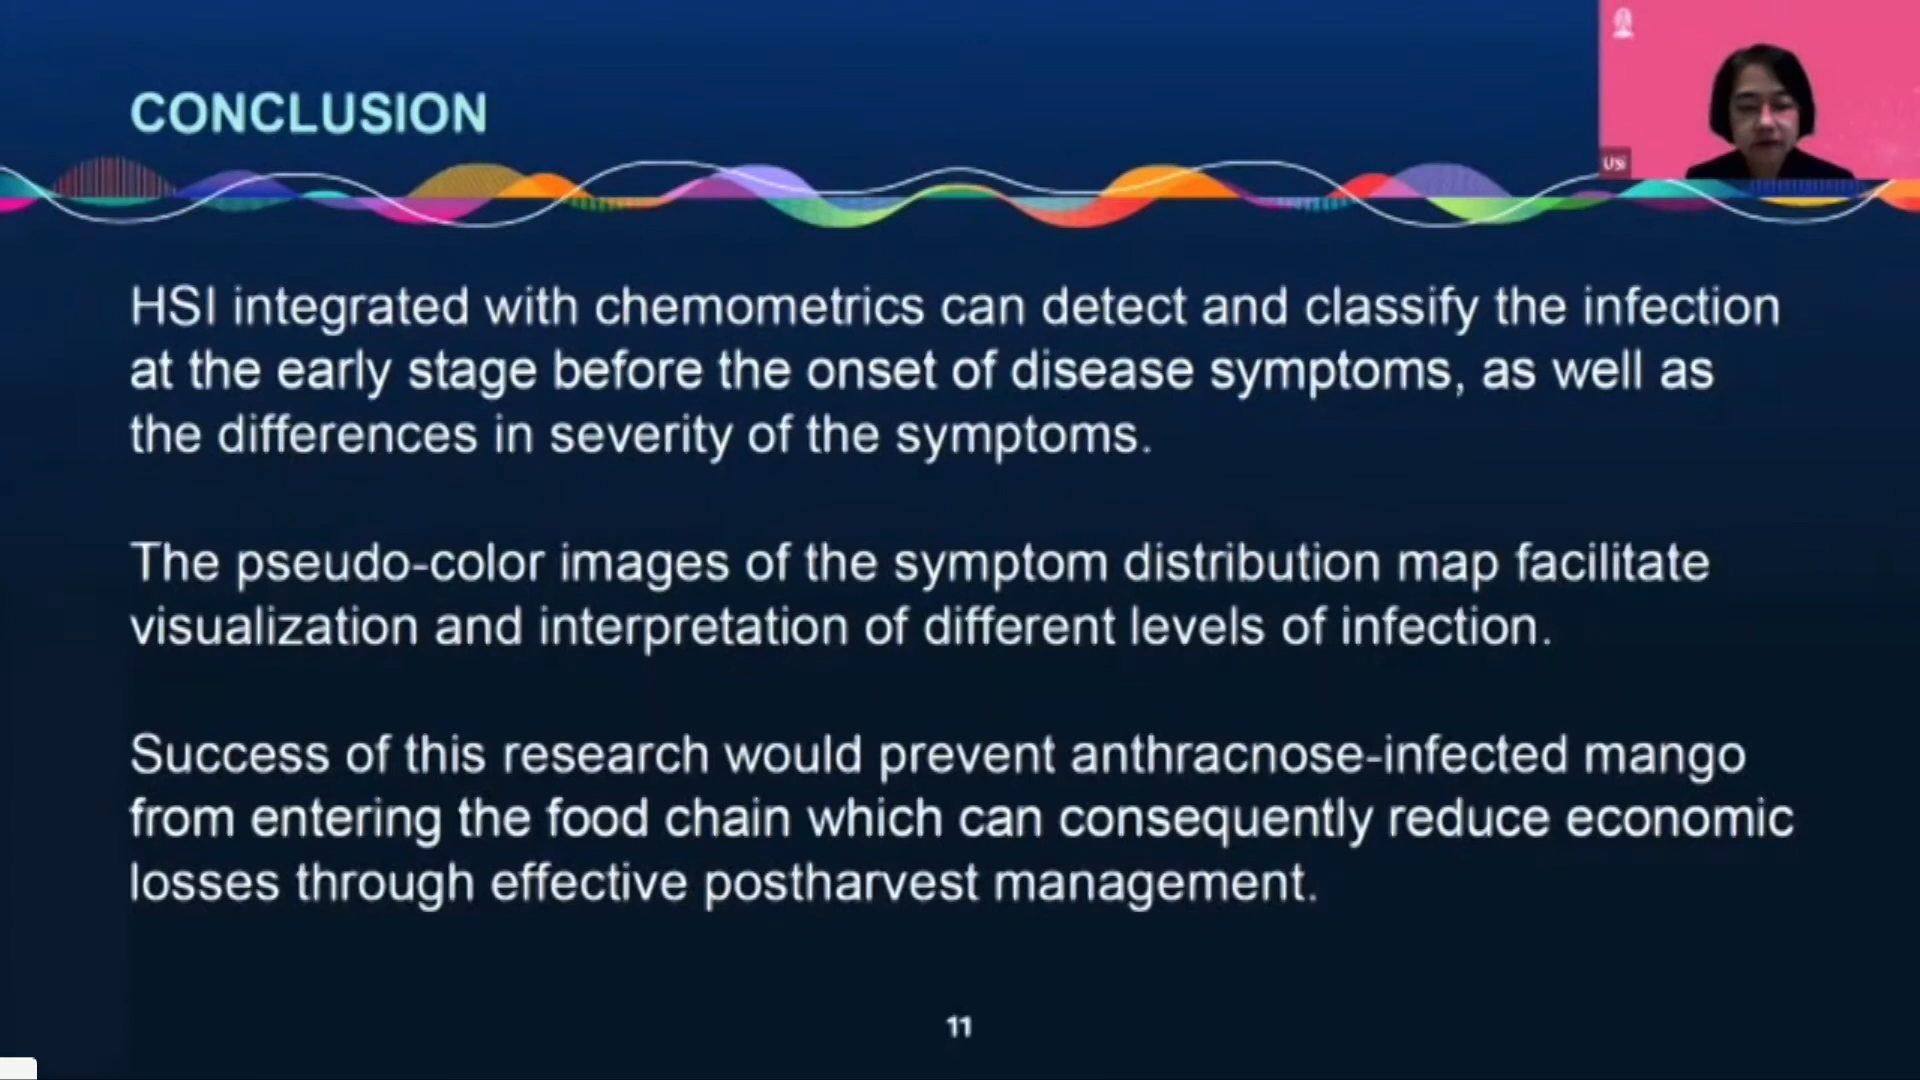 CONCLUSION
USi
HSI integrated with chemometrics can detect and classify the infection
at the early stage before the onset of disease symptoms, as well as
the differences in severity of the symptoms.
The pseudo-color images of the symptom distribution map facilitate
visualization and interpretation of different levels of infection.
Success of this research would prevent anthracnose-infected mango
from entering the food chain which can consequently reduce economic
losses through effective postharvest management.
11